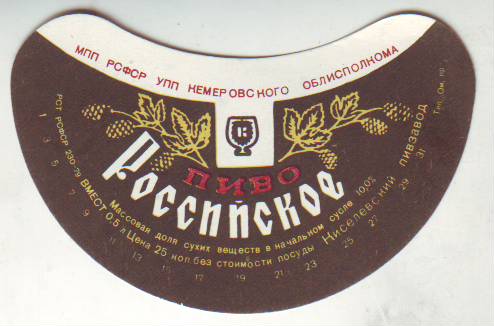 МПП РСФСР УПП КЕМЕРОВСКОГО ОБЛИСПОЛКОМА
ПИВО
Российское
Массовая доля сухих веществ в начальном сусле 10,0%
РСТ РСФСР 230-79 ВМЕСТ 0,5 л Цена 25 коп. без стоимости посуды Киселевский пивзавод
1 3 5 7 9 11 13 15 17 19 21 23 25 27 29 31